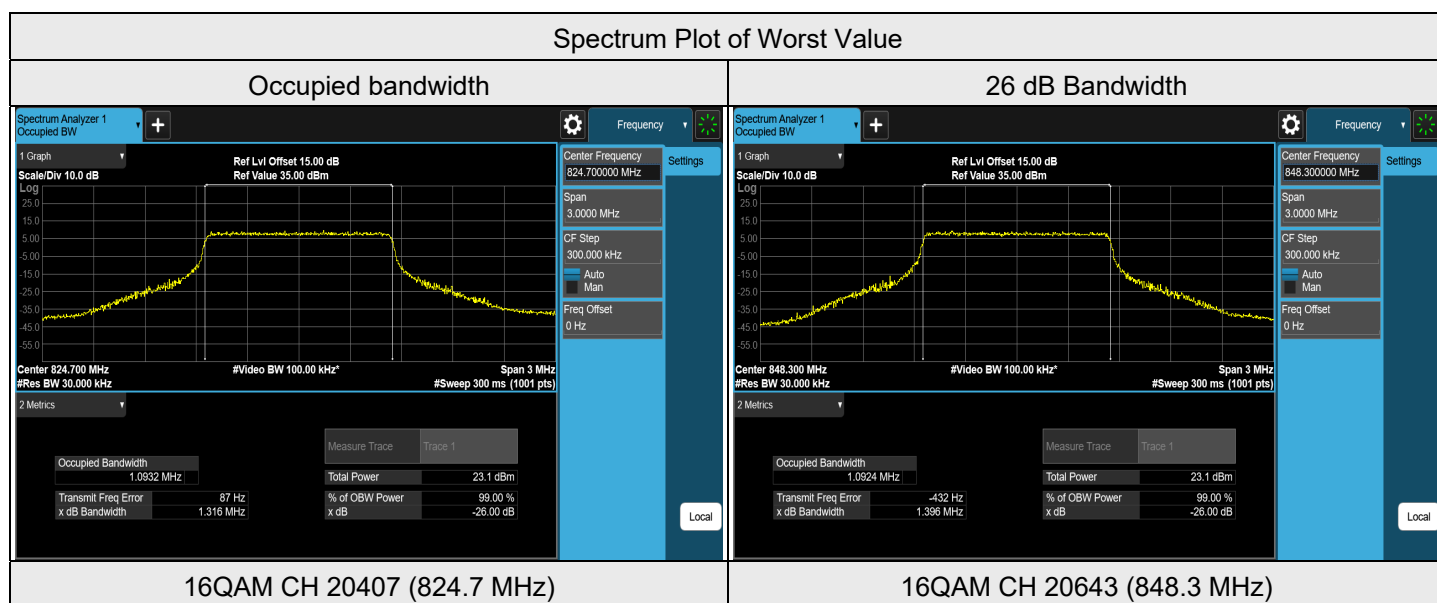 Spectrum Plot of Worst Value
Occupied bandwidth
26 dB Bandwidth
Spectrum Analyzer 1
Occupied BW
+
Frequency
1 Graph
Scale/Div 10.0 dB
Ref Lvl Offset 15.00 dB
Ref Value 35.00 dBm
Log
25.0
15.0
5.00
-5.00
-15.0
-25.0
-35.0
-45.0
-55.0
Center 824.700 MHz
#Res BW 30.000 kHz
#Video BW 100.00 kHz*
Span 3 MHz
#Sweep 300 ms (1001 pts)
Center Frequency
824.700000 MHz
Settings
Span
3.0000 MHz
CF Step
300.000 kHz
Auto
Man
Freq Offset
0 Hz
2 Metrics
Measure Trace Trace 1
Occupied Bandwidth
1.0932 MHz
Total Power 23.1 dBm
Transmit Freq Error 87 Hz
% of OBW Power 99.00 %
x dB Bandwidth 1.316 MHz
x dB -26.00 dB
Local
Spectrum Analyzer 1
Occupied BW
+
Frequency
1 Graph
Scale/Div 10.0 dB
Ref Lvl Offset 15.00 dB
Ref Value 35.00 dBm
Log
25.0
15.0
5.00
-5.00
-15.0
-25.0
-35.0
-45.0
-55.0
Center 848.300 MHz
#Res BW 30.000 kHz
#Video BW 100.00 kHz*
Span 3 MHz
#Sweep 300 ms (1001 pts)
Center Frequency
848.300000 MHz
Settings
Span
3.0000 MHz
CF Step
300.000 kHz
Auto
Man
Freq Offset
0 Hz
2 Metrics
Measure Trace Trace 1
Occupied Bandwidth
1.0924 MHz
Total Power 23.1 dBm
Transmit Freq Error -432 Hz
% of OBW Power 99.00 %
x dB Bandwidth 1.396 MHz
x dB -26.00 dB
Local
16QAM CH 20407 (824.7 MHz)
16QAM CH 20643 (848.3 MHz)